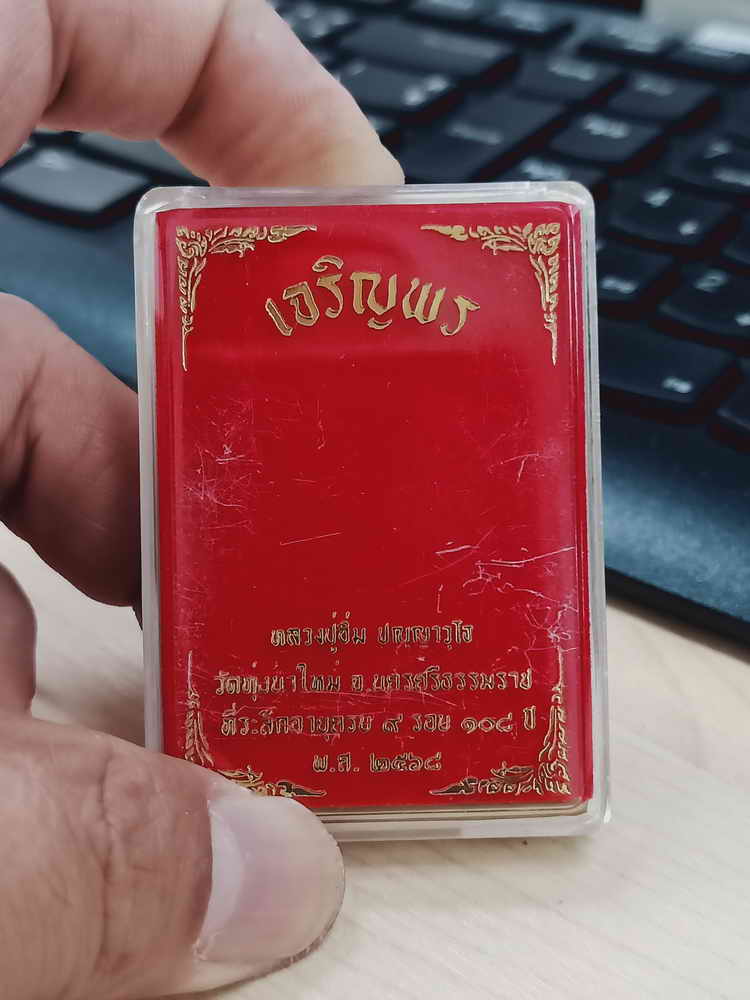 เจริญพร
หลวงปู่ขิ่ม ปญฺญาวุโธ
วัดทุ่งนาใหม่ จ.นครศรีธรรมราช
ที่ระลึกอายุครบ ๙ รอบ ๑๐๘ ปี
พ.ศ. ๒๕๖๘